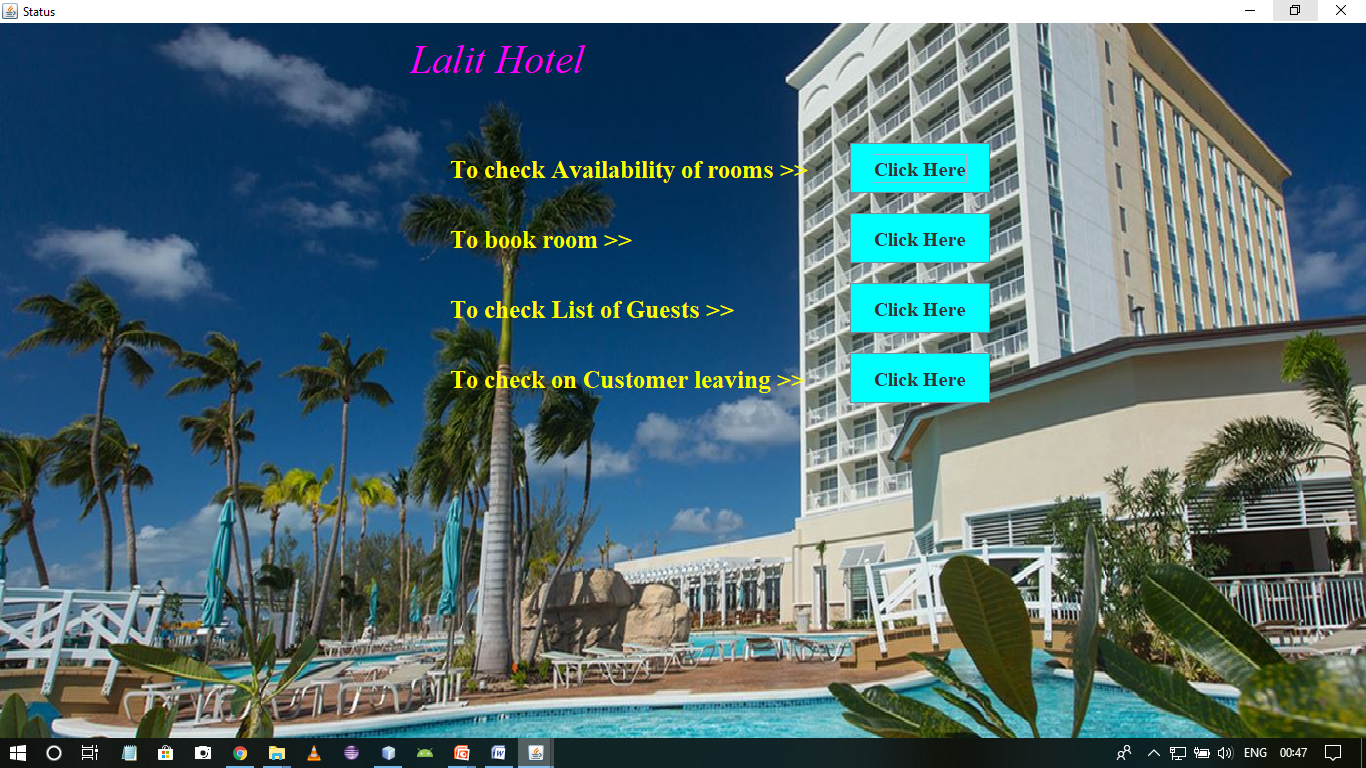 Status
Lalit Hotel
To check Availability of rooms >> Click Here
To book room >> Click Here
To check List of Guests >> Click Here
To check on Customer leaving >> Click Here
ENG 00:47